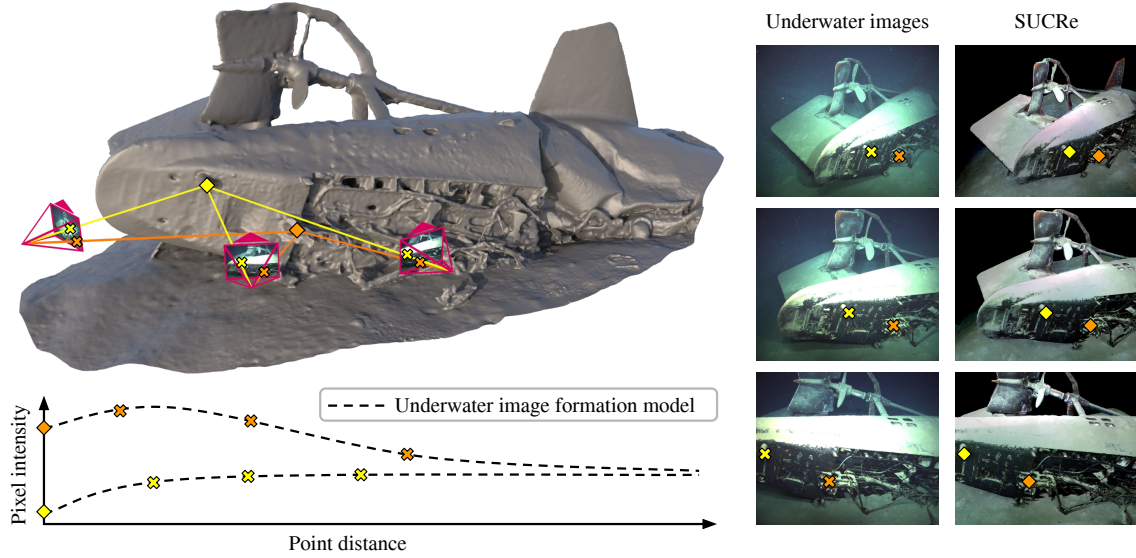 Underwater images
SUCRe
Underwater image formation model
Pixel intensity
Point distance